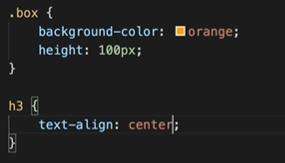 .box {
    background-color: orange;
    height: 100px;
}
h3 {
    text-align: center;
}